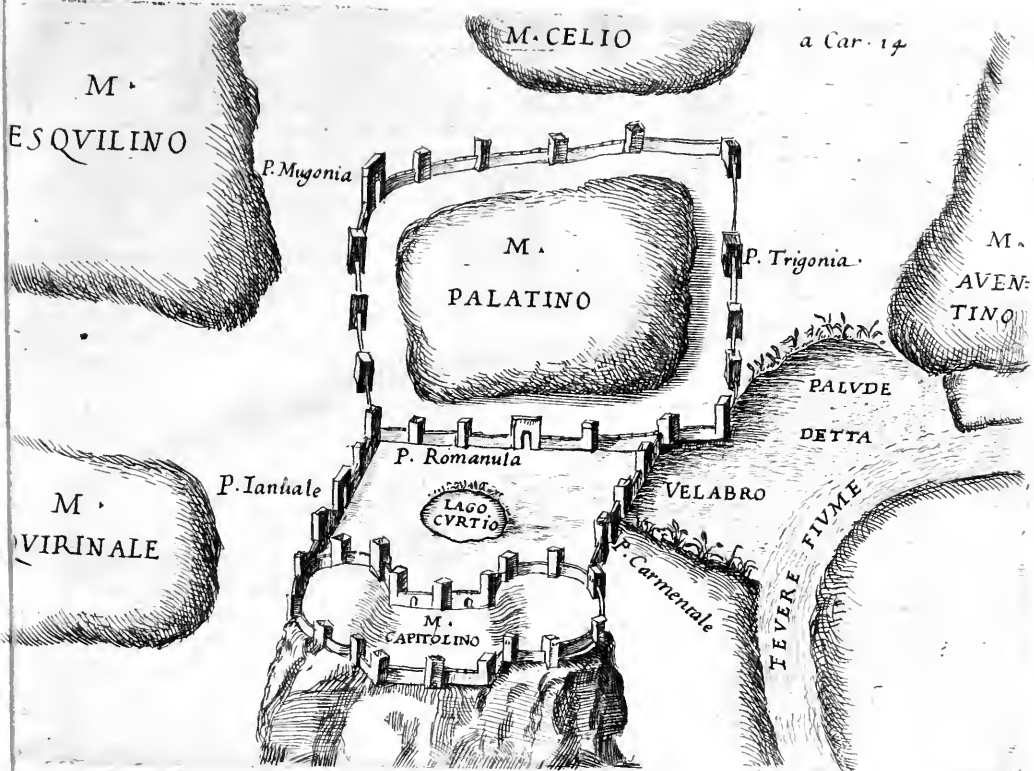 M. CELIO
a Car. 14
M.
ESQVILINO
P. Mugonia
M.
PALATINO
P. Trigonia.
M.
AVEN=
TINO
PALVDE
DETTA
VELABRO
P. Romanula
P. Ianuale
LAGO
CVRTIO
M.
QVIRINALE
P. Carmentale
TEVERE FIUME
M.
CAPITOLINO